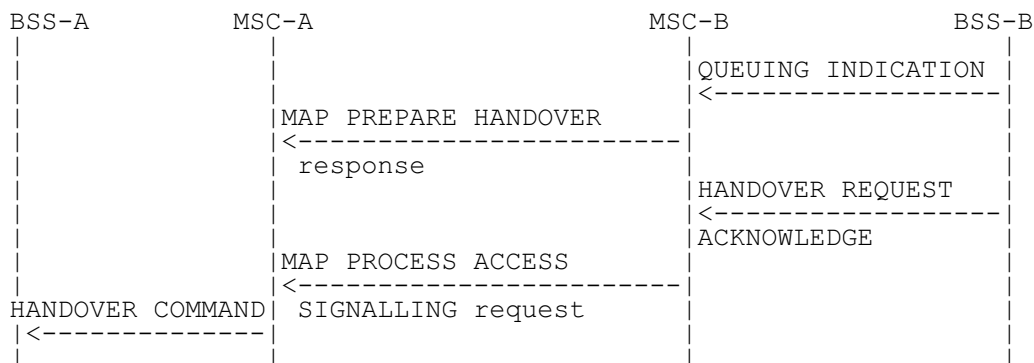 BSS-A MSC-A MSC-B BSS-B
QUEUING INDICATION
MAP PREPARE HANDOVER
response
HANDOVER REQUEST
ACKNOWLEDGE
MAP PROCESS ACCESS
HANDOVER COMMAND SIGNALLING request